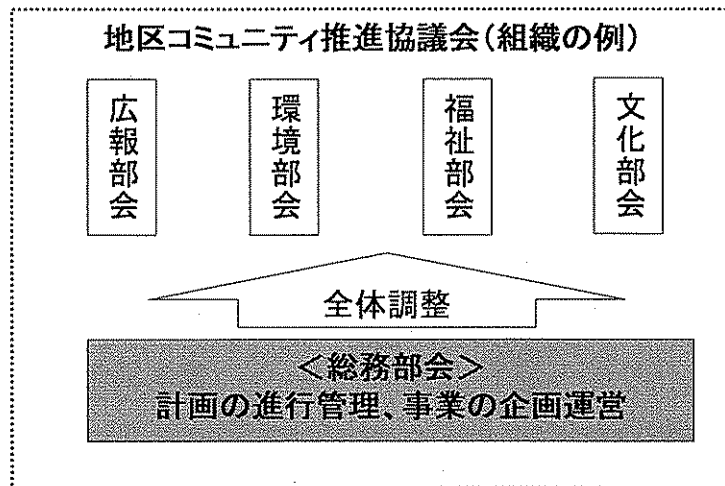 地区コミュニティ推進協議会(組織の例)
広報部会
環境部会
福祉部会
文化部会
全体調整
＜総務部会＞
計画の進行管理、事業の企画運営